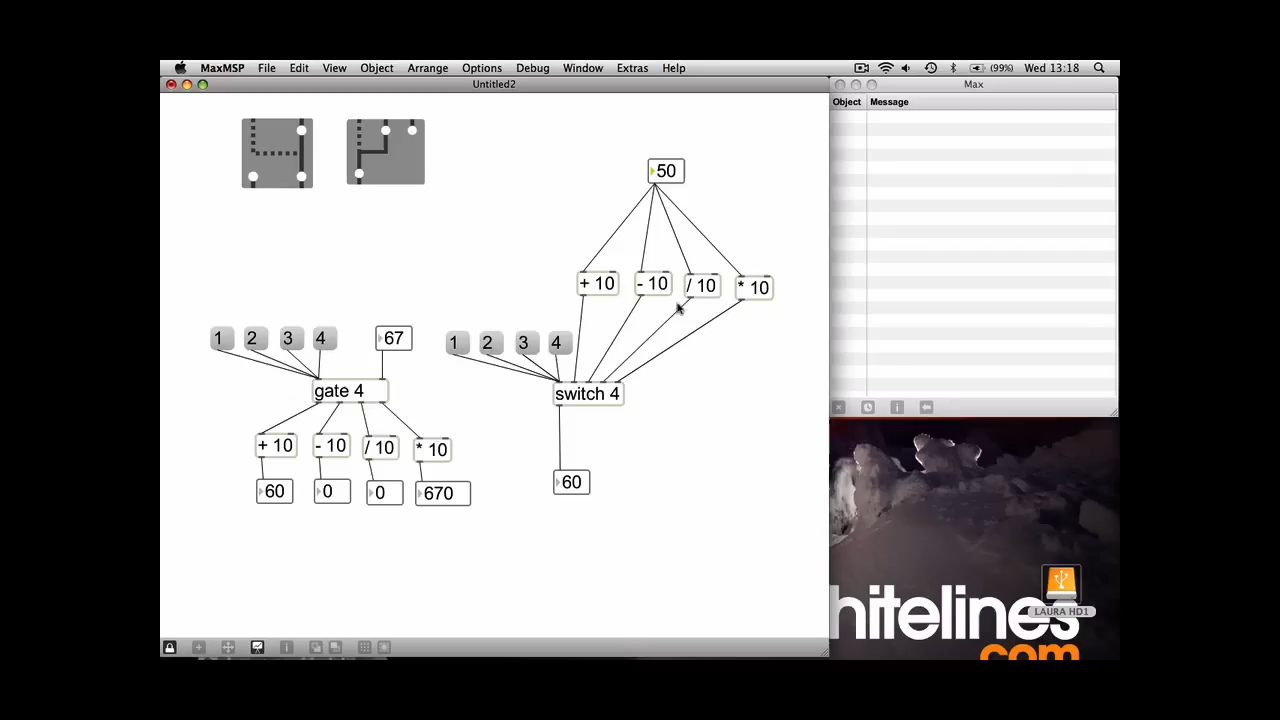 MaxMSP File Edit View Object Arrange Options Debug Window Extras Help (99%) Wed 13:18
Untitled2
Max
Object Message
50
+ 10 - 10 / 10 * 10
1 2 3 4 67
1 2 3 4
gate 4
switch 4
+ 10 - 10 / 10 * 10
60 0 0 670
60
hitelines
com
LAURA HD1